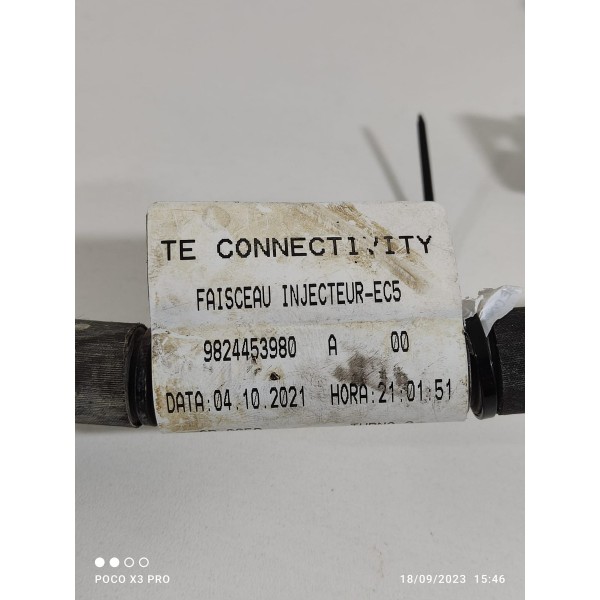 TE CONNECTIVITY
FAISCEAU INJECTEUR-EC5
9824453980 A 00
DATA:04.10.2021 HORA:21:01:51
POCO X3 PRO
18/09/2023 15:46